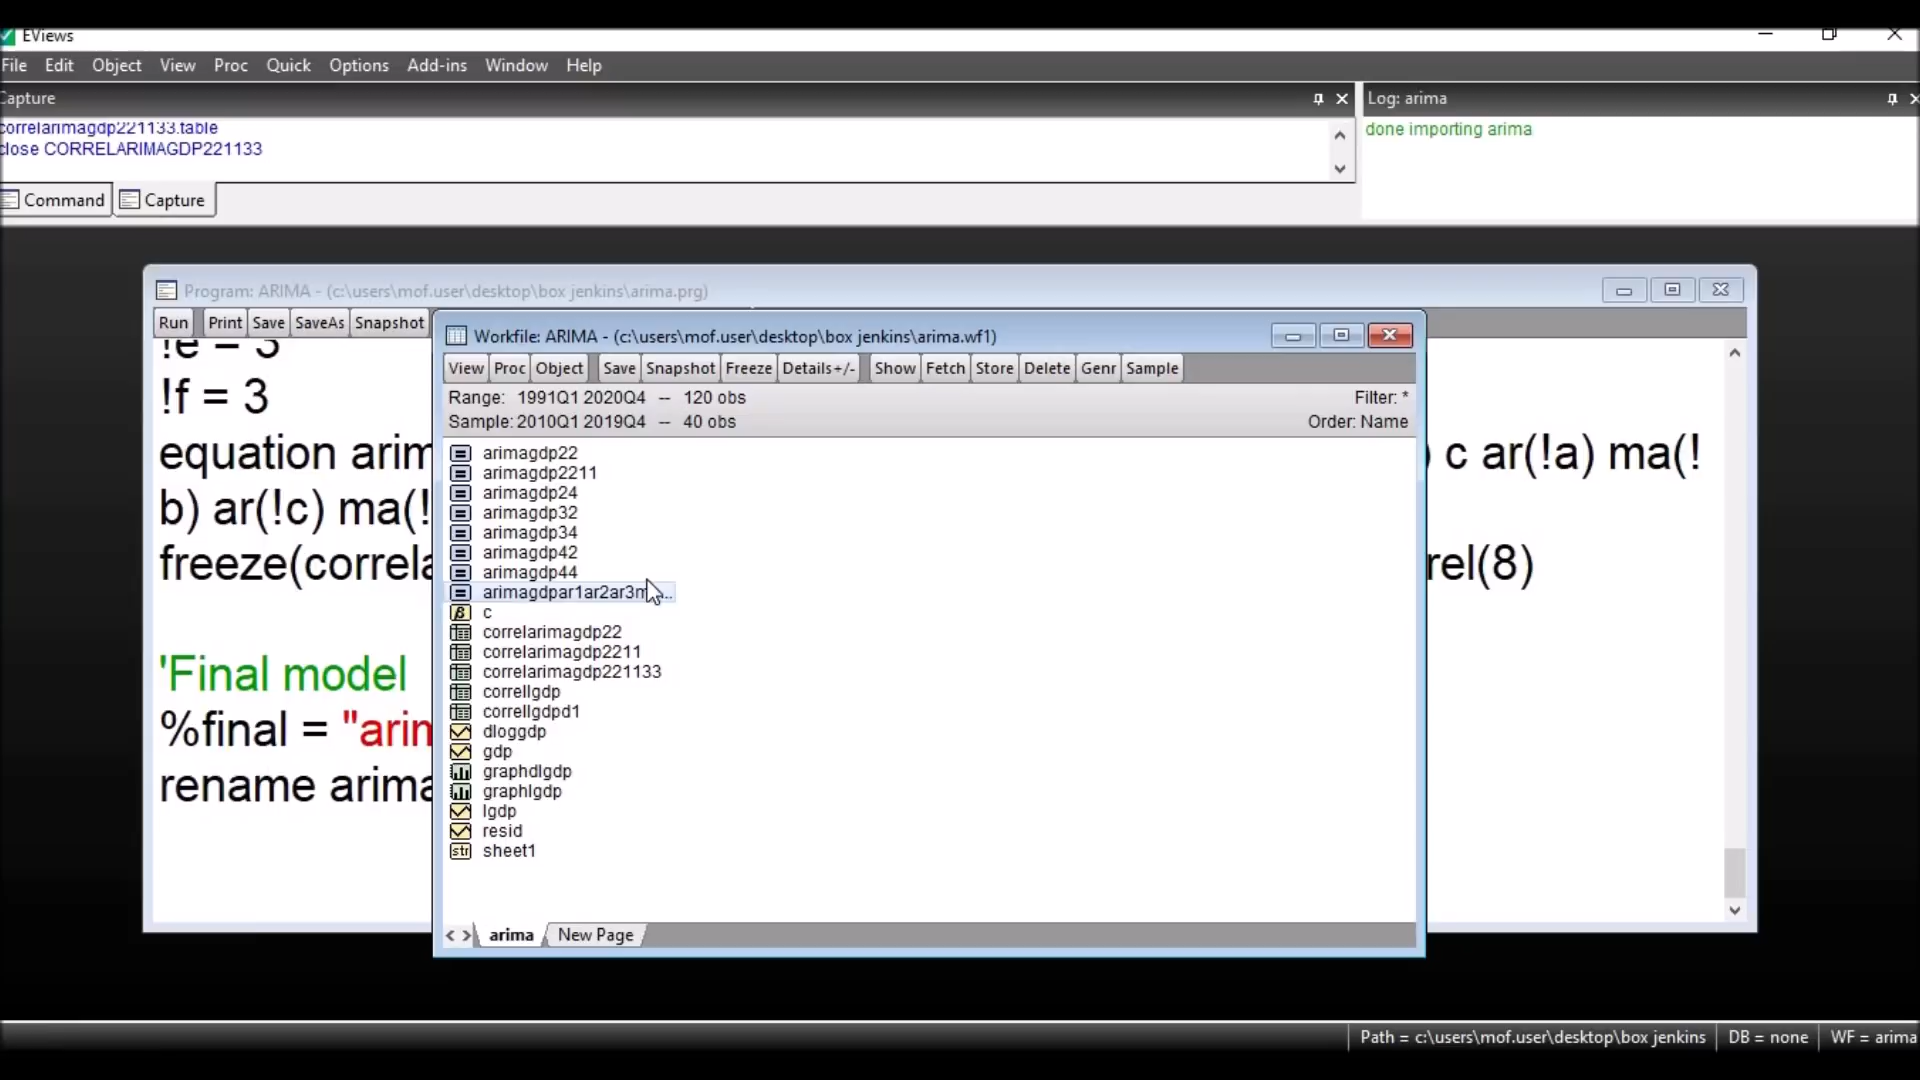 EViews
File Edit Object View Proc Quick Options Add-ins Window Help
Capture
Log: arima
correlarimagdp221133.table
close CORRELARIMAGDP221133
done importing arima
Command Capture
Program: ARIMA - (c:\users\mof.user\desktop\box jenkins\arima.prg)
Run Print Save SaveAs Snapshot
!e = 3
!f = 3
equation arim
) c ar(!a) ma(!
b) ar(!c) ma(!
freeze(correla
rel(8)
'Final model
%final = "arim
rename arima
Workfile: ARIMA - (c:\users\mof.user\desktop\box jenkins\arima.wf1)
View Proc Object Save Snapshot Freeze Details+/- Show Fetch Store Delete Genr Sample
Range: 1991Q1 2020Q4 -- 120 obs
Filter: *
Sample: 2010Q1 2019Q4 -- 40 obs
Order: Name
arimagdp22
arimagdp2211
arimagdp24
arimagdp32
arimagdp34
arimagdp42
arimagdp44
arimagdpar1ar2ar3m...
β c
correlarimagdp22
correlarimagdp2211
correlarimagdp221133
correllgdp
correllgdpd1
dloggdp
gdp
graphdlgdp
graphlgdp
lgdp
resid
str sheet1
arima New Page
Path = c:\users\mof.user\desktop\box jenkins DB = none WF = arima